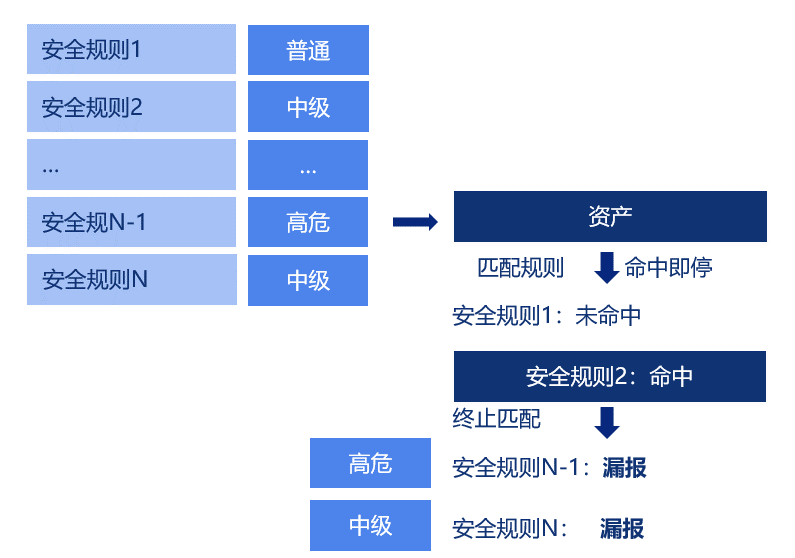 安全规则1 普通
安全规则2 中级
... ...
安全规N-1 高危
安全规则N 中级
资产
匹配规则 命中即停
安全规则1：未命中
安全规则2：命中
终止匹配
高危 安全规则N-1：漏报
中级 安全规则N： 漏报